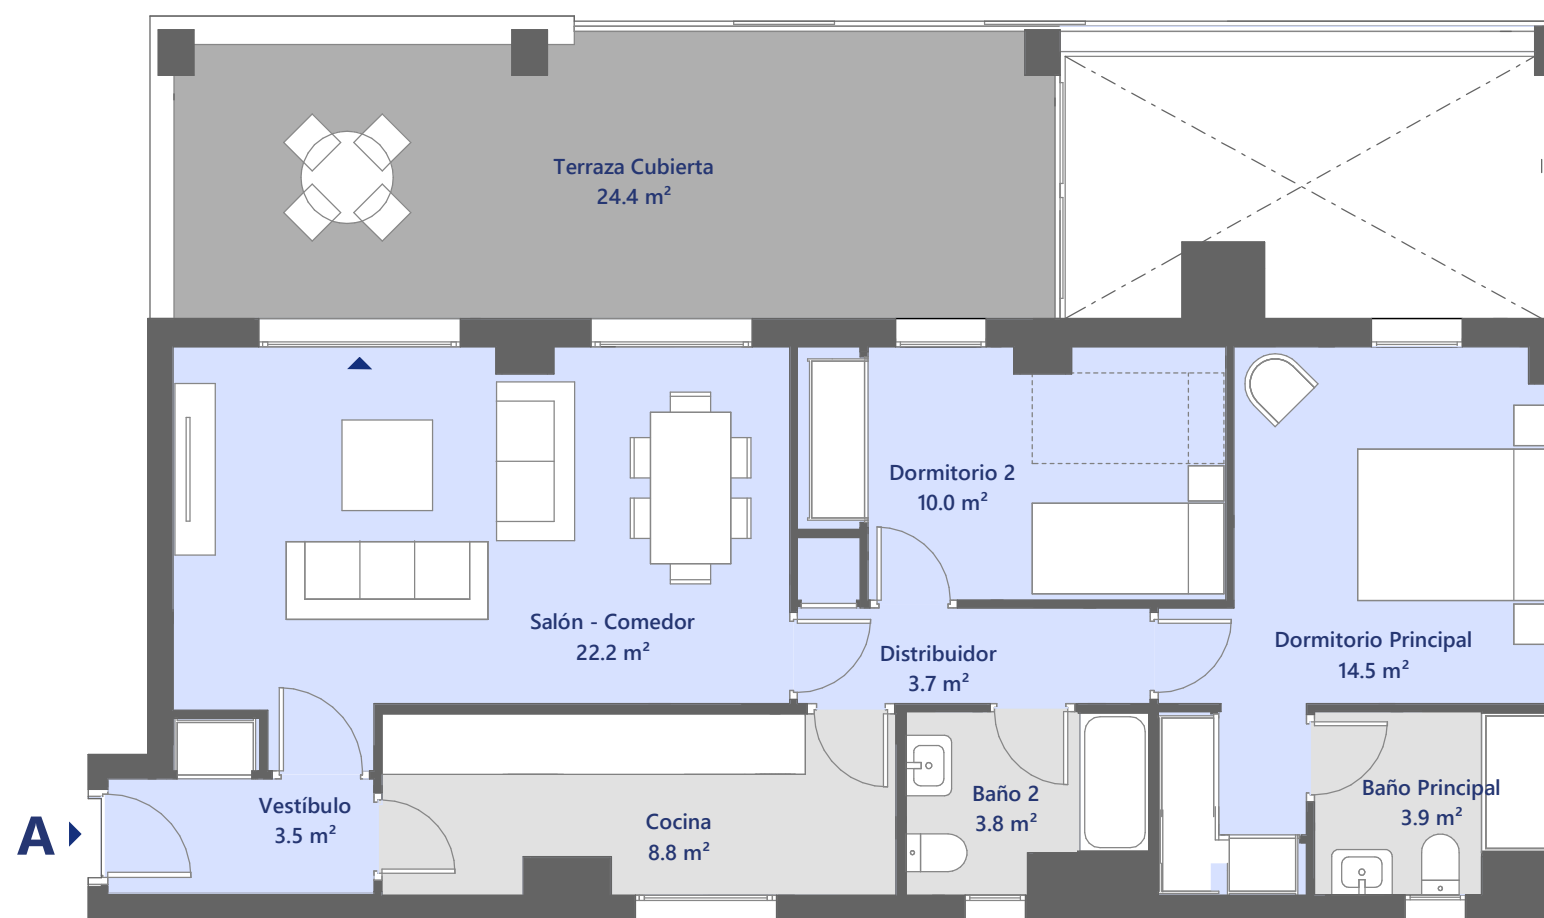 Terraza Cubierta
24.4 m²
Dormitorio 2
10.0 m²
Salón - Comedor
22.2 m²
Distribuidor
3.7 m²
Dormitorio Principal
14.5 m²
Vestíbulo
3.5 m²
Cocina
8.8 m²
Baño 2
3.8 m²
Baño Principal
3.9 m²
A